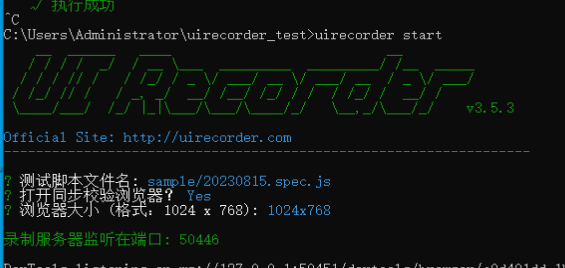 √ 执行成功
^C
C:\Users\Administrator\uirecorder_test>uirecorder start
UI Recorder v3.5.3
Official Site: http://uirecorder.com
------------------------------------------------------------------
? 测试脚本文件名: sample/20230815.spec.js
? 打开同步校验浏览器? Yes
? 浏览器大小 (格式: 1024 x 768): 1024x768
录制服务器监听在端口: 50446